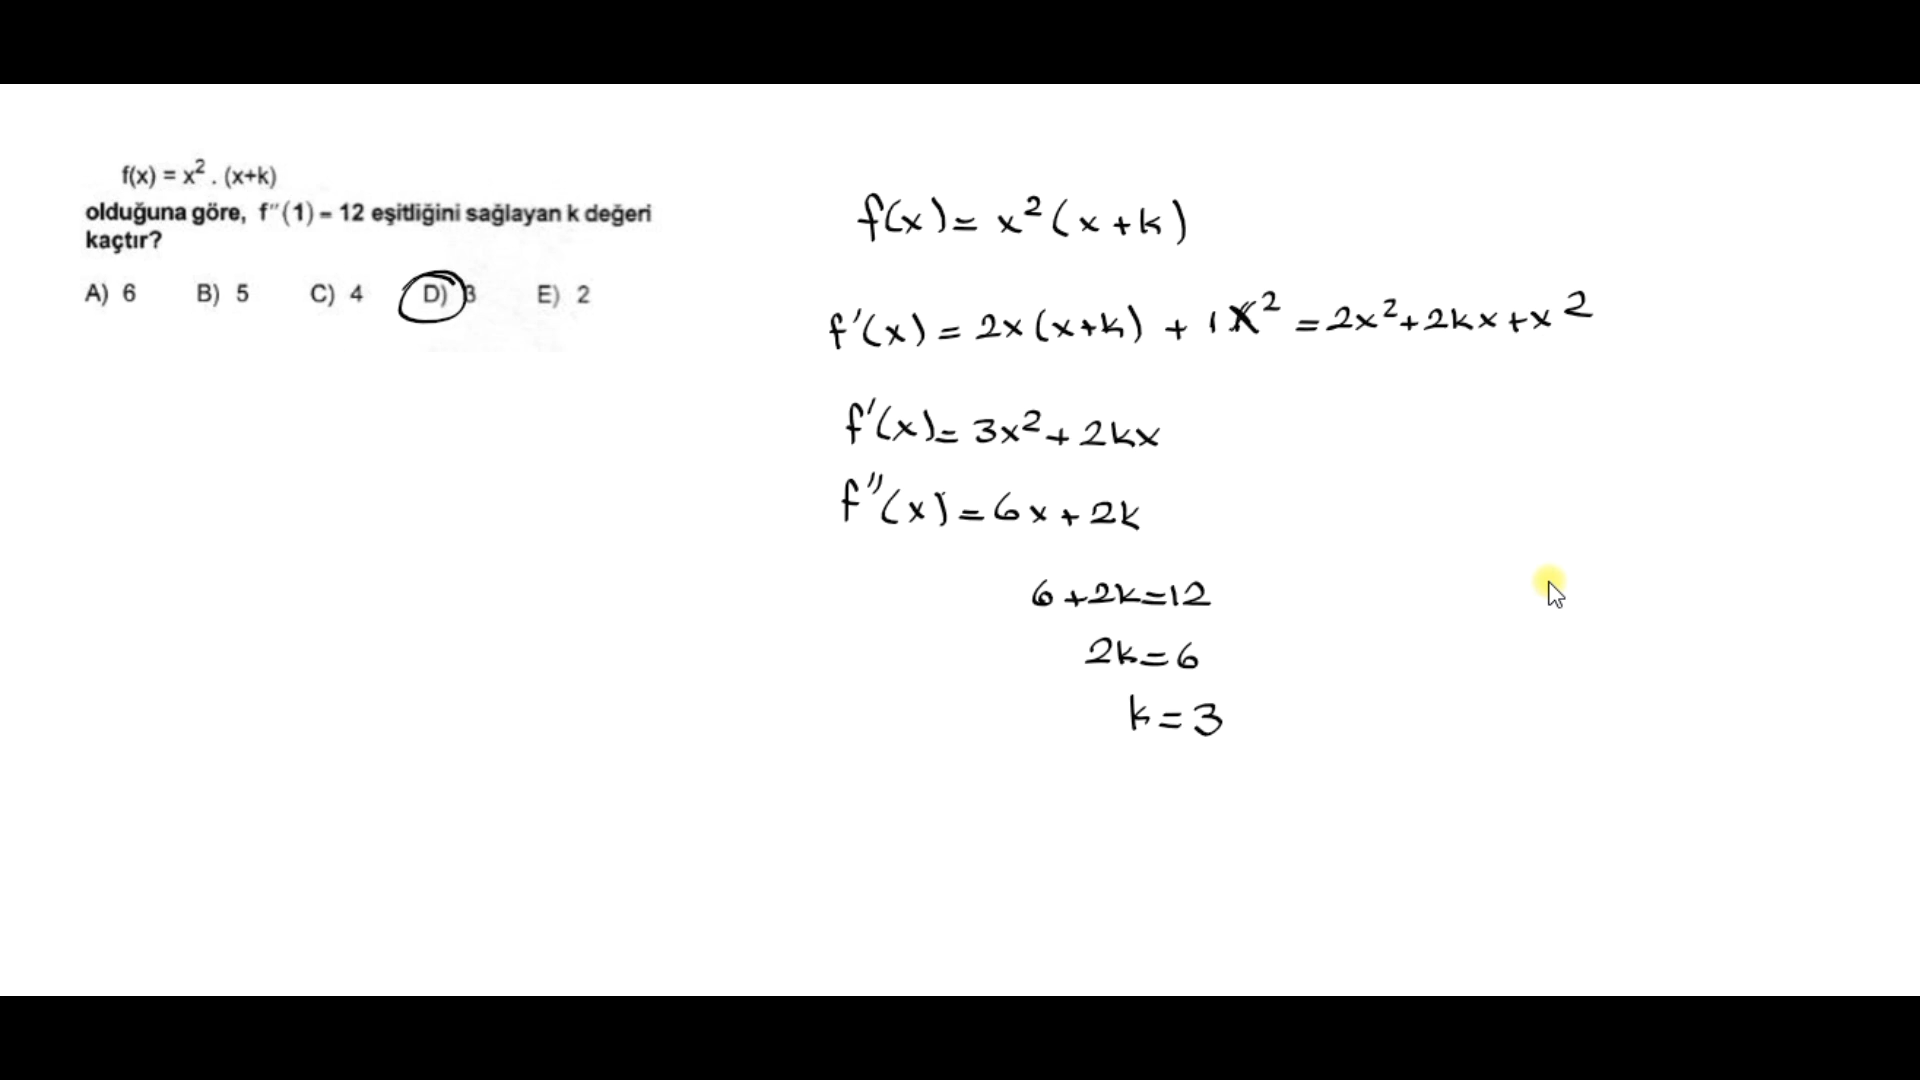 f(x) = x² . (x+k)
olduğuna göre, f''(1) = 12 eşitliğini sağlayan k değeri
kaçtır?
A) 6 B) 5 C) 4 D) 3 E) 2
f(x) = x²(x+k)
f'(x) = 2x(x+k) + 1x² = 2x²+2kx+x²
f'(x) = 3x²+2kx
f''(x) = 6x+2k
6+2k=12
2k=6
k=3